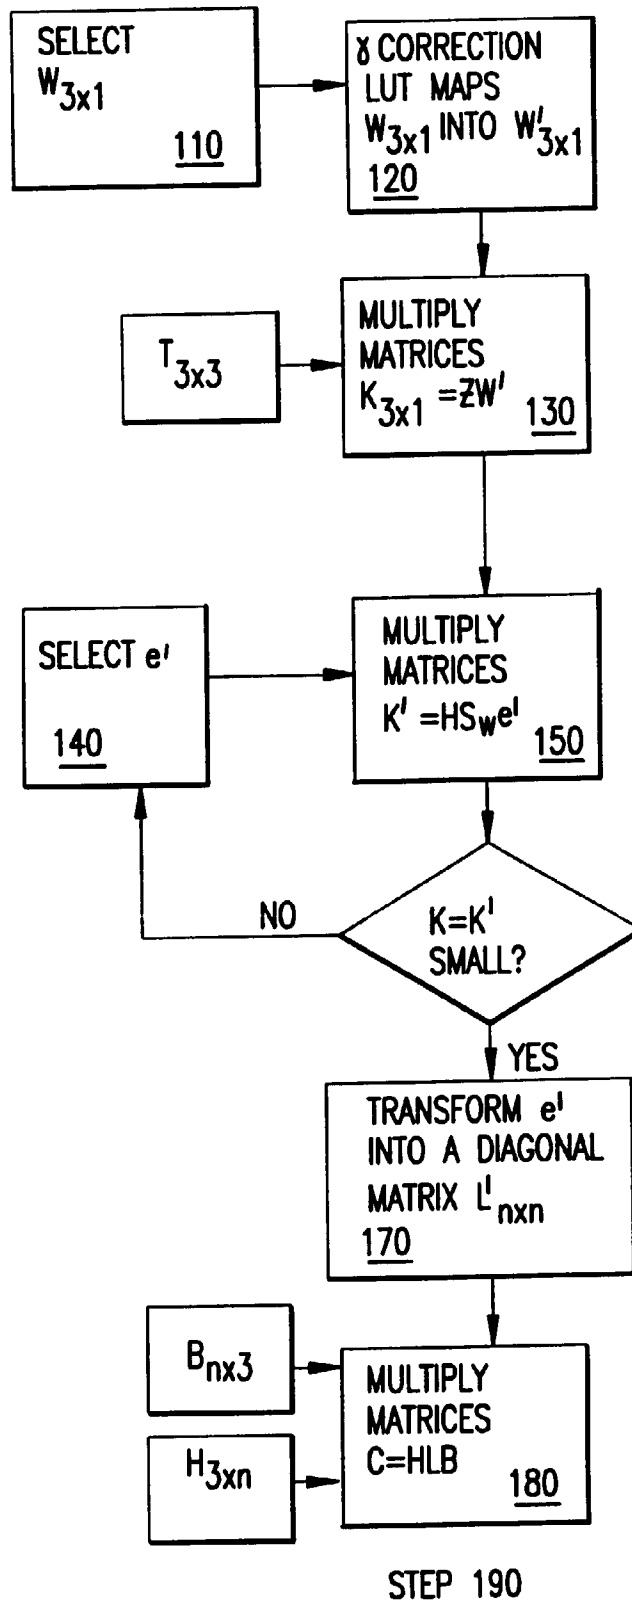 SELECT
W3x1
110
γ CORRECTION
LUT MAPS
W3x1 INTO W'3x1
120
T3x3
MULTIPLY
MATRICES
K3x1 =ZW'
130
SELECT e'
140
MULTIPLY
MATRICES
K' =HSwe'
150
NO
K=K'
SMALL?
YES
TRANSFORM e'
INTO A DIAGONAL
MATRIX L'nxn
170
Bnx3
H3xn
MULTIPLY
MATRICES
C=HLB
180
STEP 190